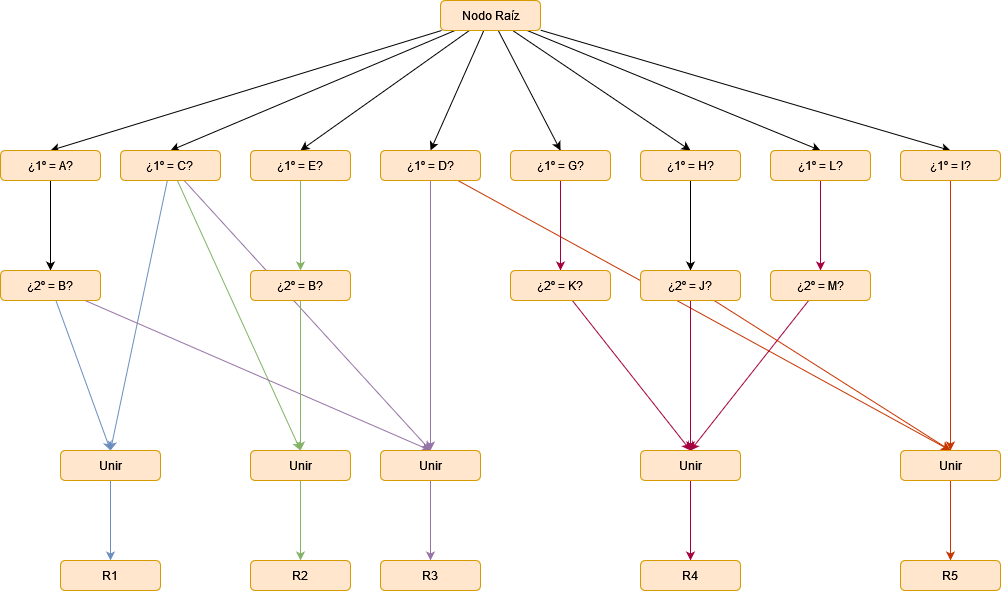 Nodo Raíz
¿1º = A?
¿1º = C?
¿1º = E?
¿1º = D?
¿1º = G?
¿1º = H?
¿1º = L?
¿1º = I?
¿2º = B?
¿2º = B?
¿2º = K?
¿2º = J?
¿2º = M?
Unir
Unir
Unir
Unir
Unir
R1
R2
R3
R4
R5